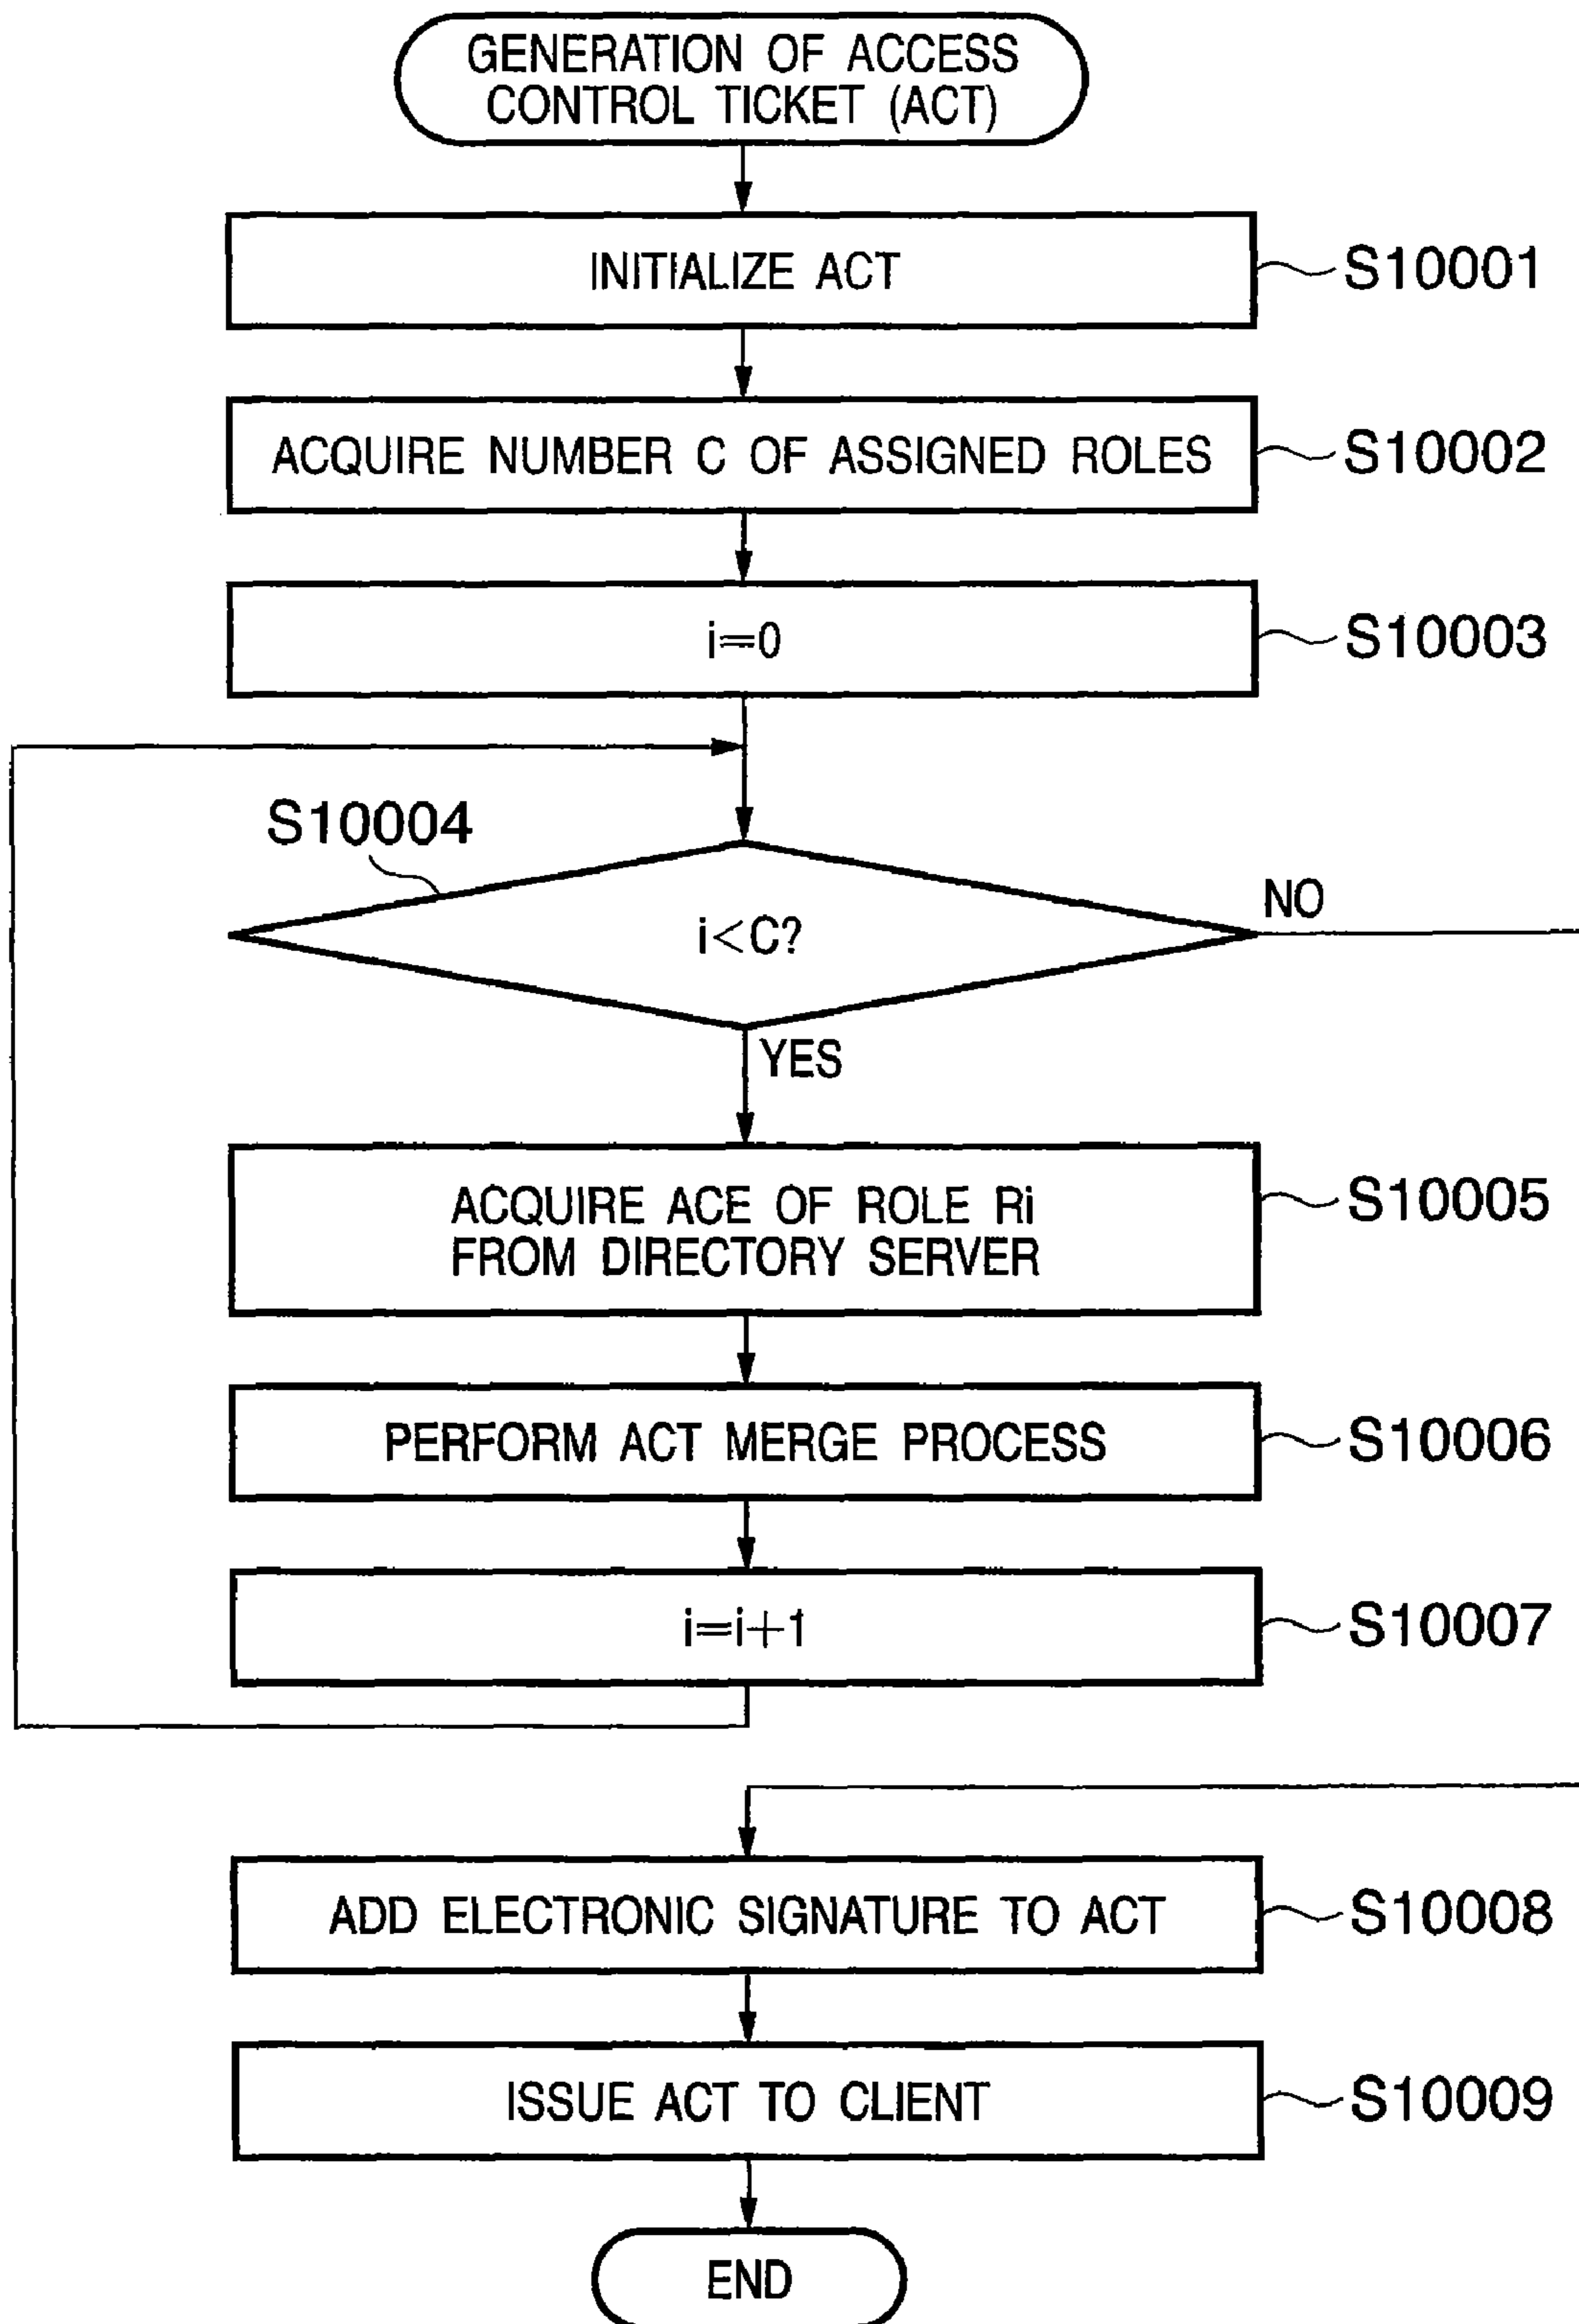 GENERATION OF ACCESS
CONTROL TICKET (ACT)
INITIALIZE ACT
S10001
ACQUIRE NUMBER C OF ASSIGNED ROLES
S10002
i=0
S10003
S10004
i<C?
NO
YES
ACQUIRE ACE OF ROLE Ri
FROM DIRECTORY SERVER
S10005
PERFORM ACT MERGE PROCESS
S10006
i=i+1
S10007
ADD ELECTRONIC SIGNATURE TO ACT
S10008
ISSUE ACT TO CLIENT
S10009
END